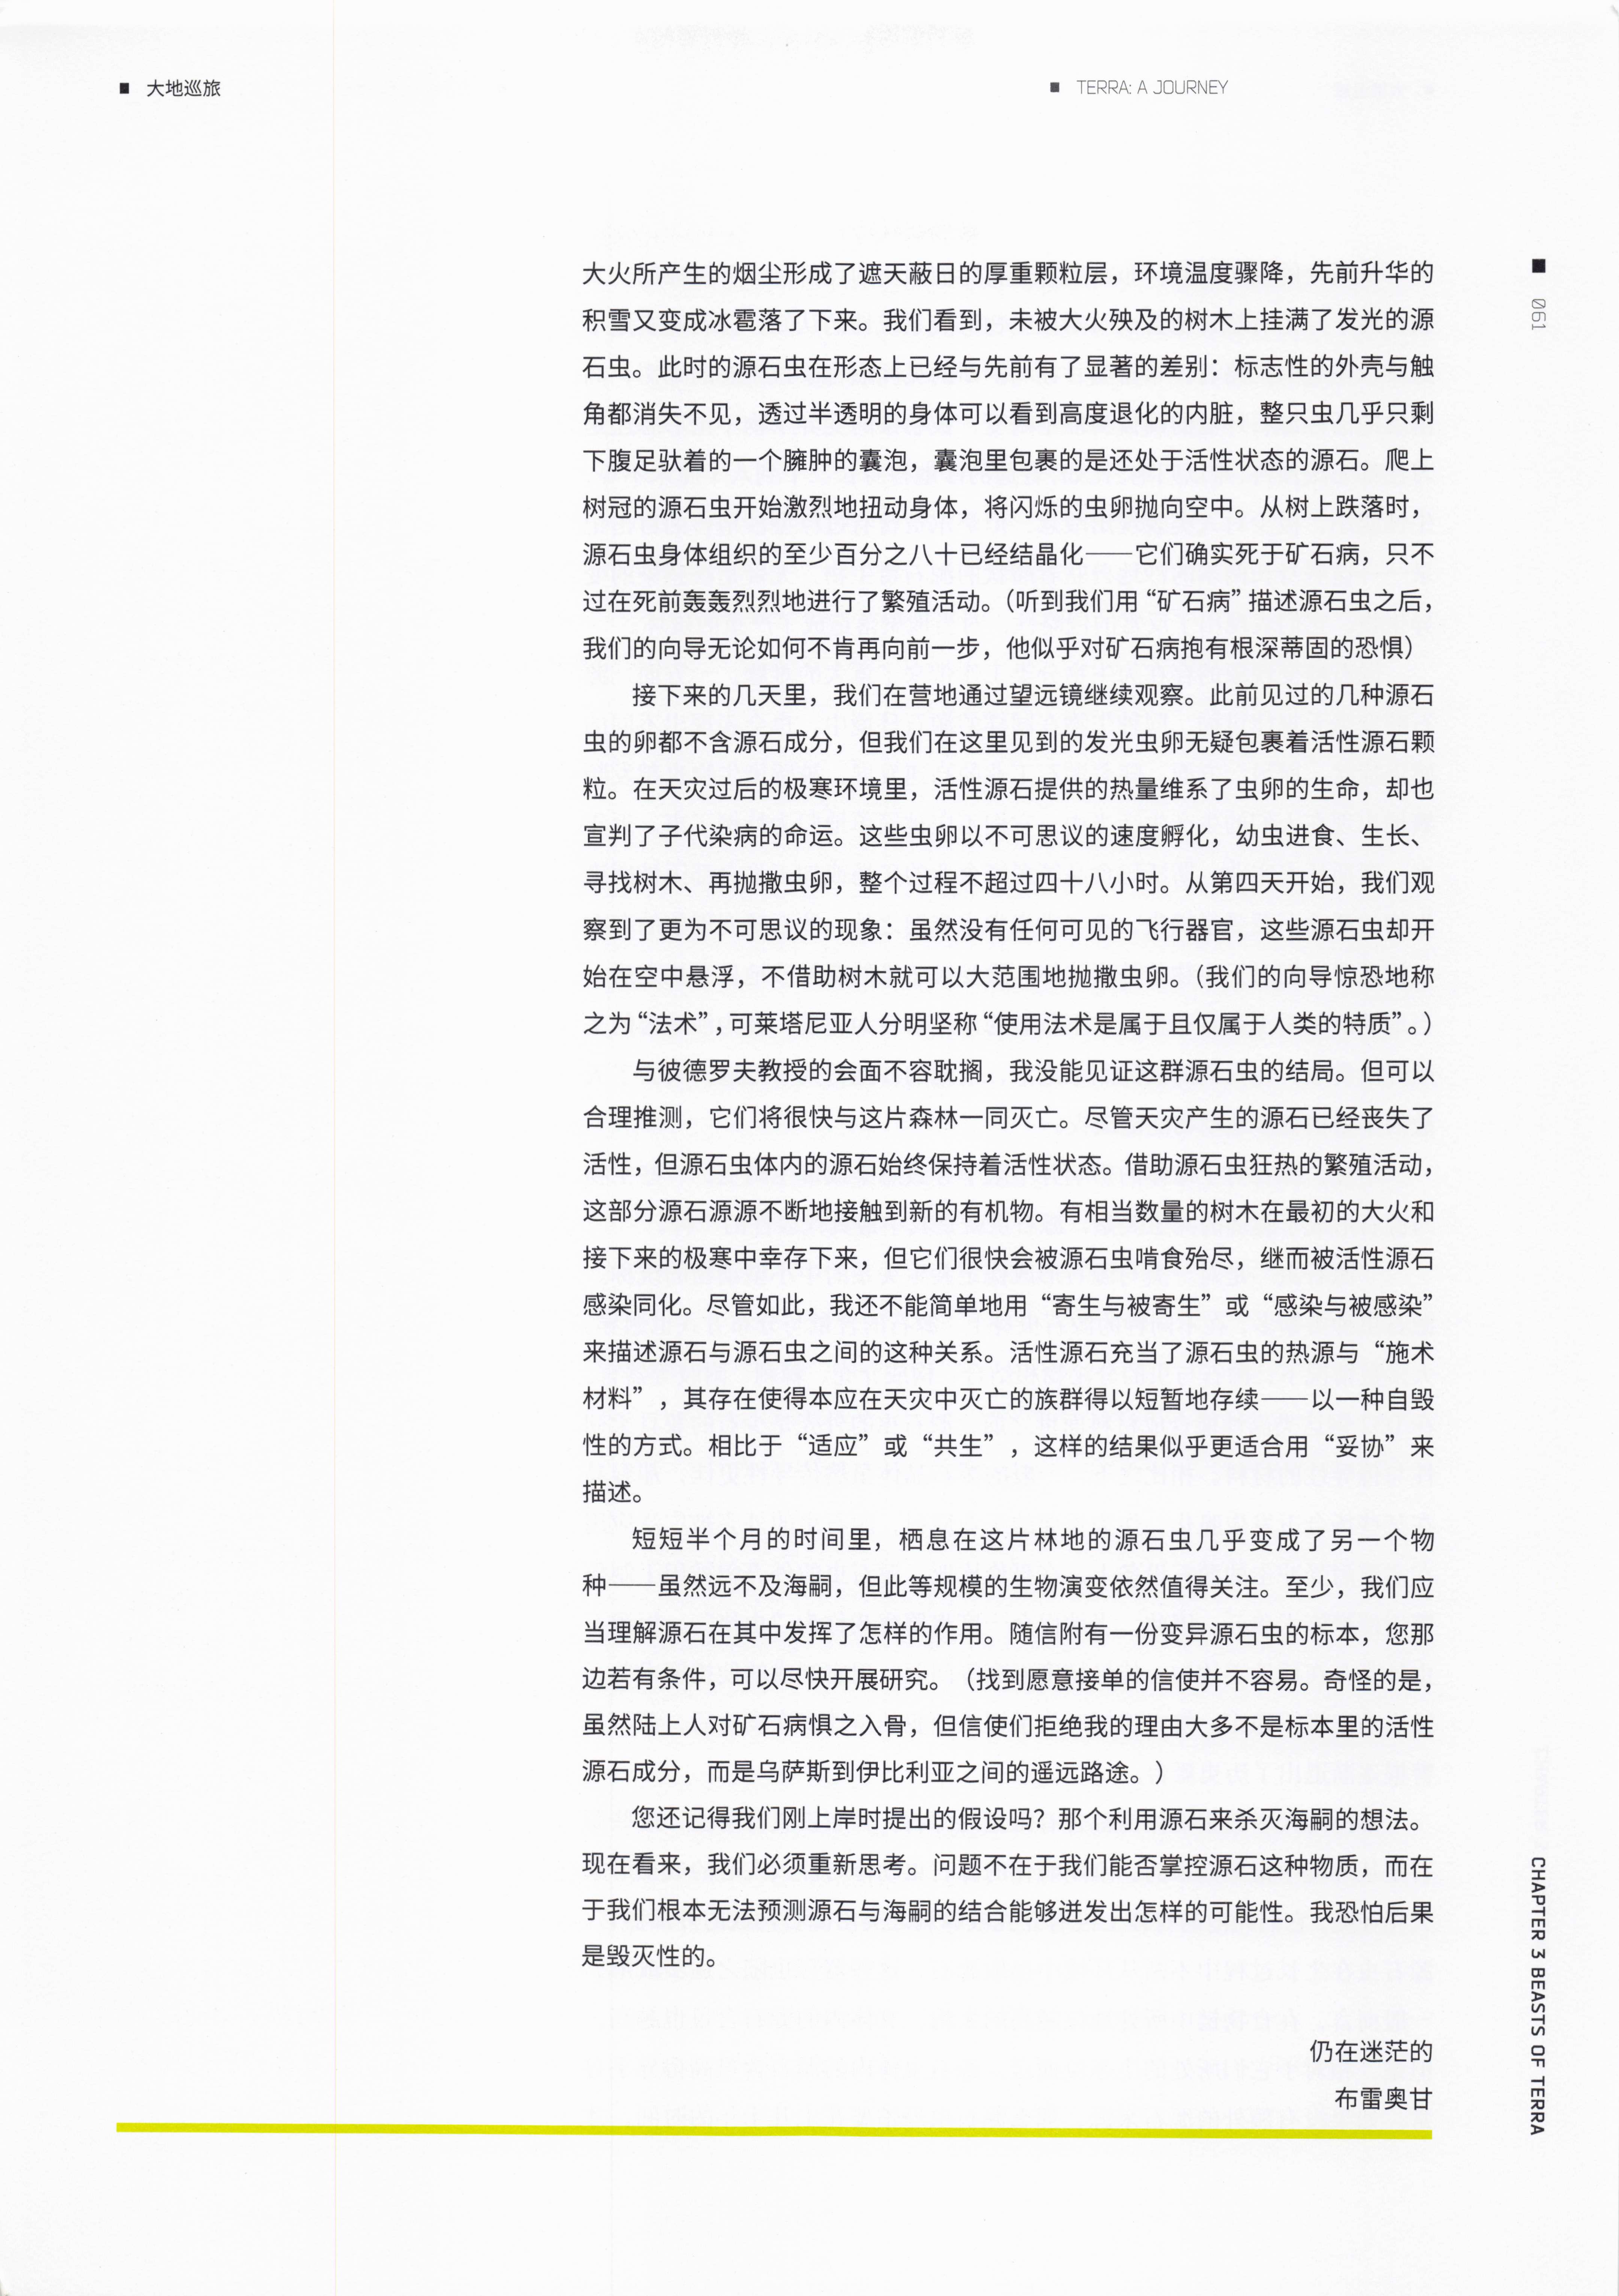 大地巡旅
TERRA: A JOURNEY
061
大火所产生的烟尘形成了遮天蔽日的厚重颗粒层，环境温度骤降，先前升华的
积雪又变成冰雹落了下来。我们看到，未被大火殃及的树木上挂满了发光的源
石虫。此时的源石虫在形态上已经与先前有了显著的差别：标志性的外壳与触
角都消失不见，透过半透明的身体可以看到高度退化的内脏，整只虫几乎只剩
下腹足驮着的一个臃肿的囊泡，囊泡里包裹的是还处于活性状态的源石。爬上
树冠的源石虫开始激烈地扭动身体，将闪烁的虫卵抛向空中。从树上跌落时，
源石虫身体组织的至少百分之八十已经结晶化——它们确实死于矿石病，只不
过在死前轰轰烈烈地进行了繁殖活动。（听到我们用“矿石病”描述源石虫之后，
我们的向导无论如何不肯再向前一步，他似乎对矿石病抱有根深蒂固的恐惧）
接下来的几天里，我们在营地通过望远镜继续观察。此前见过的几种源石
虫的卵都不含源石成分，但我们在这里见到的发光虫卵无疑包裹着活性源石颗
粒。在天灾过后的极寒环境里，活性源石提供的热量维系了虫卵的生命，却也
宣判了子代染病的命运。这些虫卵以不可思议的速度孵化，幼虫进食、生长、
寻找树木、再抛撒虫卵，整个过程不超过四十八小时。从第四天开始，我们观
察到了更为不可思议的现象：虽然没有任何可见的飞行器官，这些源石虫却开
始在空中悬浮，不借助树木就可以大范围地抛撒虫卵。（我们的向导惊恐地称
之为“法术”，可莱塔尼亚人分明坚称“使用法术是属于且仅属于人类的特质”。）
与彼德罗夫教授的会面不容耽搁，我没能见证这群源石虫的结局。但可以
合理推测，它们将很快与这片森林一同灭亡。尽管天灾产生的源石已经丧失了
活性，但源石虫体内的源石始终保持着活性状态。借助源石虫狂热的繁殖活动，
这部分源石源源不断地接触到新的有机物。有相当数量的树木在最初的大火和
接下来的极寒中幸存下来，但它们很快会被源石虫啃食殆尽，继而被活性源石
感染同化。尽管如此，我还不能简单地用“寄生与被寄生”或“感染与被感染”
来描述源石与源石虫之间的这种关系。活性源石充当了源石虫的热源与“施术
材料”，其存在使得本应在天灾中灭亡的族群得以短暂地存续——以一种自毁
性的方式。相比于“适应”或“共生”，这样的结果似乎更适合用“妥协”来
描述。
短短半个月的时间里，栖息在这片林地的源石虫几乎变成了另一个物
种——虽然远不及海嗣，但此等规模的生物演变依然值得关注。至少，我们应
当理解源石在其中发挥了怎样的作用。随信附有一份变异源石虫的标本，您那
边若有条件，可以尽快开展研究。（找到愿意接单的信使并不容易。奇怪的是，
虽然陆上人对矿石病惧之入骨，但信使们拒绝我的理由大多不是标本里的活性
源石成分，而是乌萨斯到伊比利亚之间的遥远路途。）
您还记得我们刚上岸时提出的假设吗？那个利用源石来杀灭海嗣的想法。
现在看来，我们必须重新思考。问题不在于我们能否掌控源石这种物质，而在
于我们根本无法预测源石与海嗣的结合能够迸发出怎样的可能性。我恐怕后果
是毁灭性的。
仍在迷茫的
布雷奥甘
CHAPTER 3 BEASTS OF TERRA